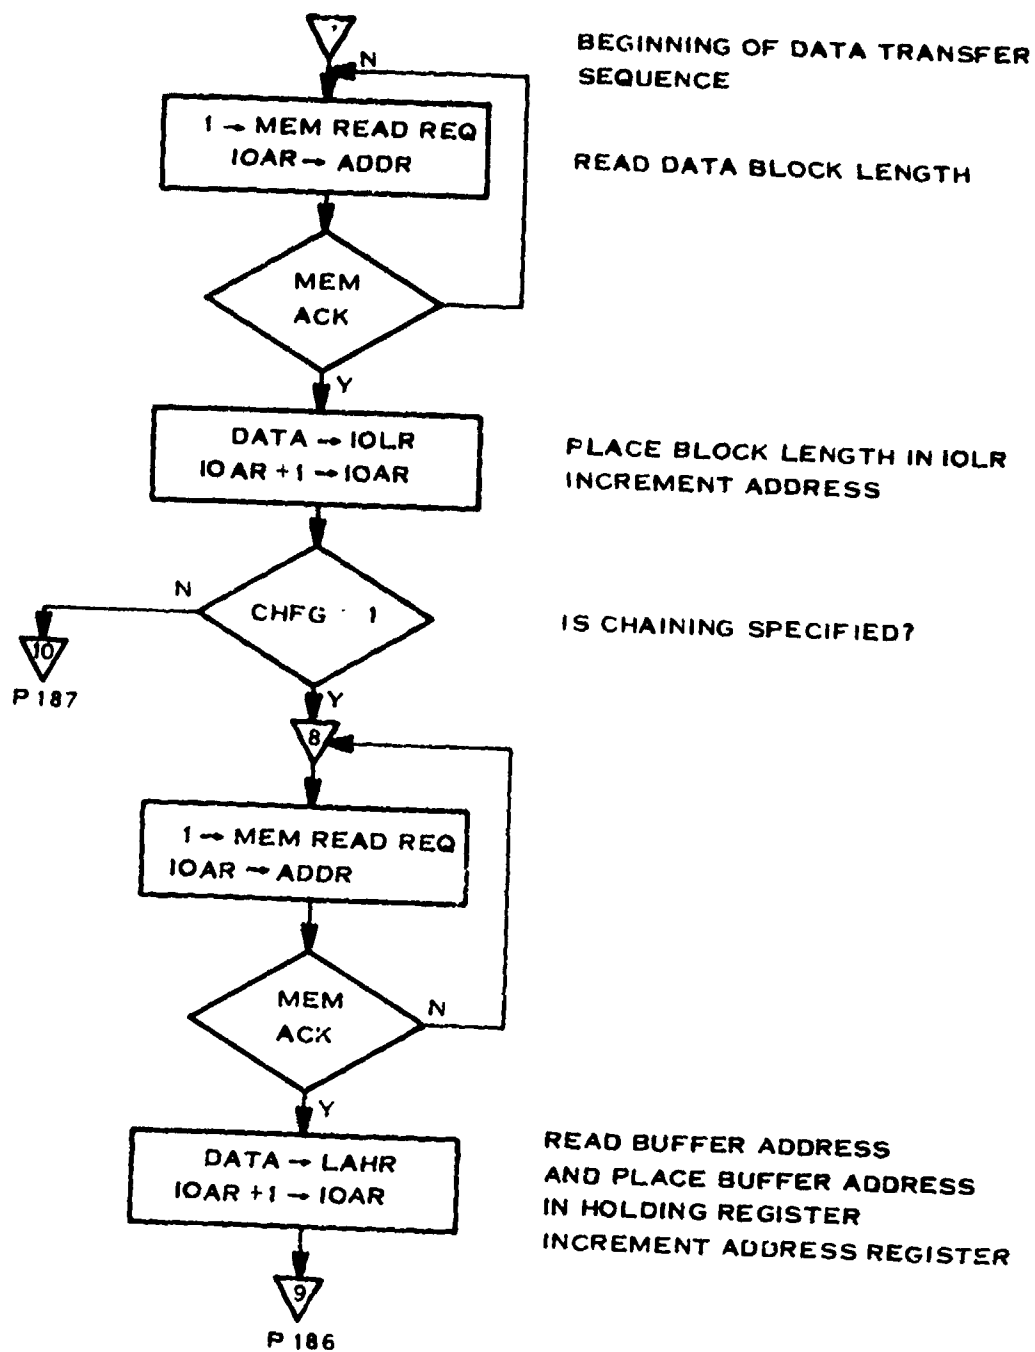 BEGINNING OF DATA TRANSFER
SEQUENCE
N
1 → MEM READ REQ
IOAR → ADDR
READ DATA BLOCK LENGTH
MEM
ACK
Y
DATA → IOLR
IOAR + 1 → IOAR
PLACE BLOCK LENGTH IN IOLR
INCREMENT ADDRESS
N
CHFG 1
IS CHAINING SPECIFIED?
10
P 187
Y
8
1 → MEM READ REQ
IOAR → ADDR
MEM
ACK
N
Y
DATA → LAHR
IOAR + 1 → IOAR
READ BUFFER ADDRESS
AND PLACE BUFFER ADDRESS
IN HOLDING REGISTER
INCREMENT ADDRESS REGISTER
9
P 186